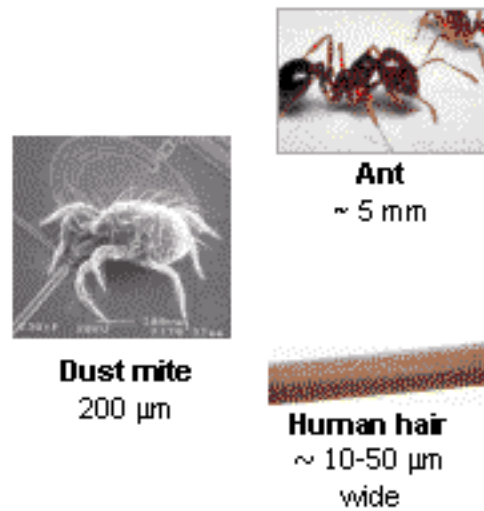 Ant
~ 5 mm
Dust mite
200 µm
Human hair
~ 10-50 µm
wide